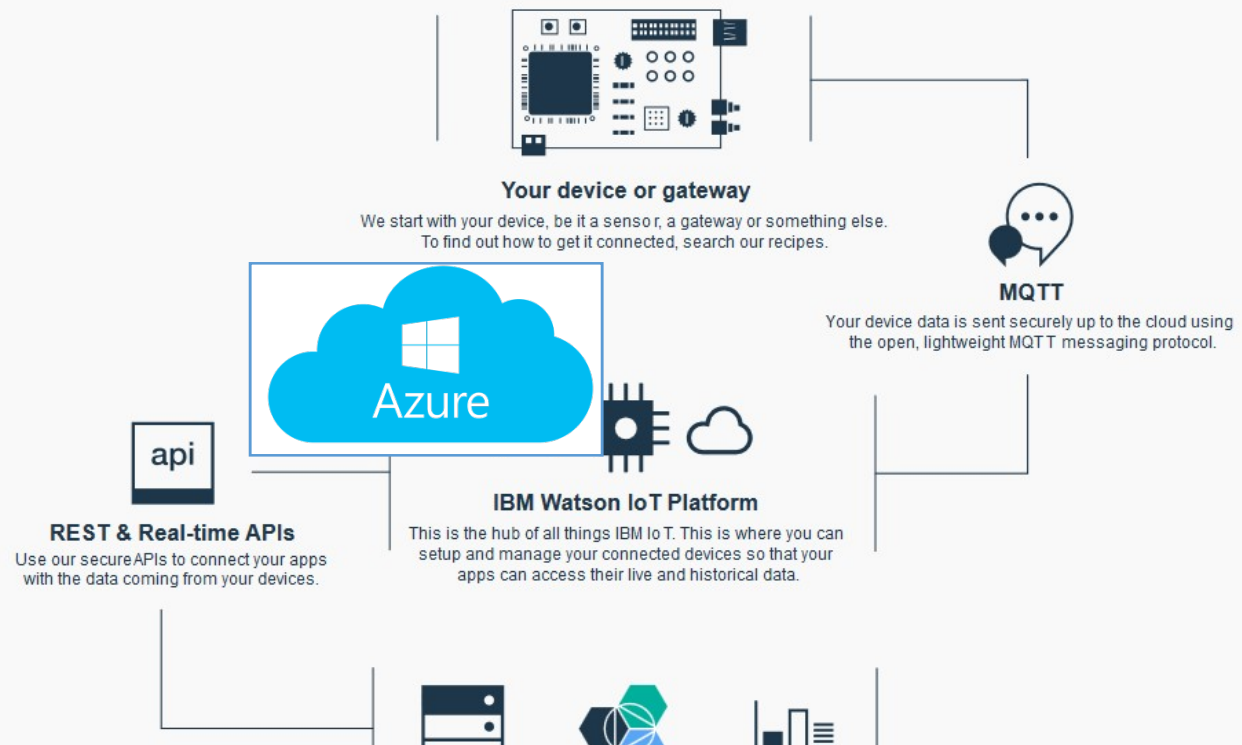 Your device or gateway
We start with your device, be it a sensor, a gateway or something else.
To find out how to get it connected, search our recipes.
MQTT
Your device data is sent securely up to the cloud using
the open, lightweight MQTT messaging protocol.
Azure
api
REST & Real-time APIs
Use our secure APIs to connect your apps
with the data coming from your devices.
IBM Watson IoT Platform
This is the hub of all things IBM IoT. This is where you can
setup and manage your connected devices so that your
apps can access their live and historical data.